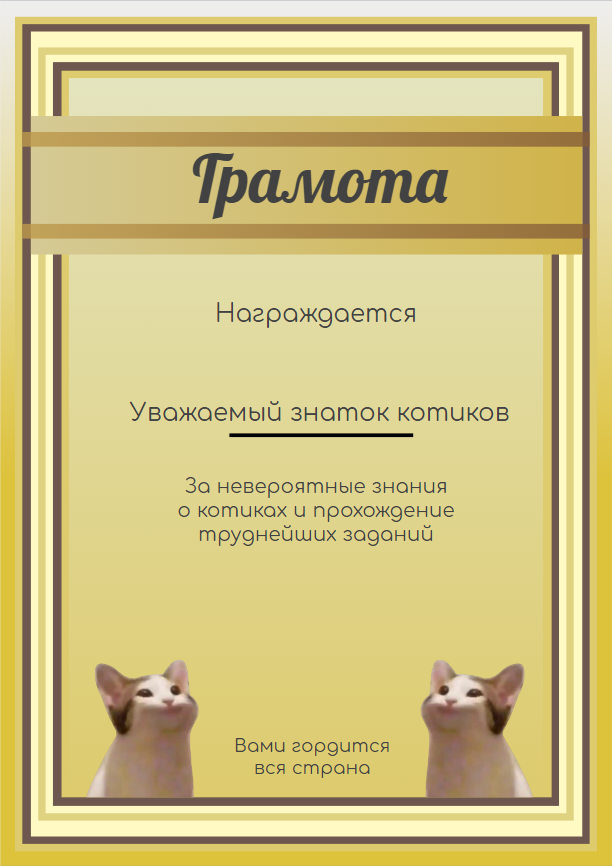 Грамота
Награждается
Уважаемый знаток котиков
За невероятные знания
о котиках и прохождение
труднейших заданий
Вами гордится
вся страна